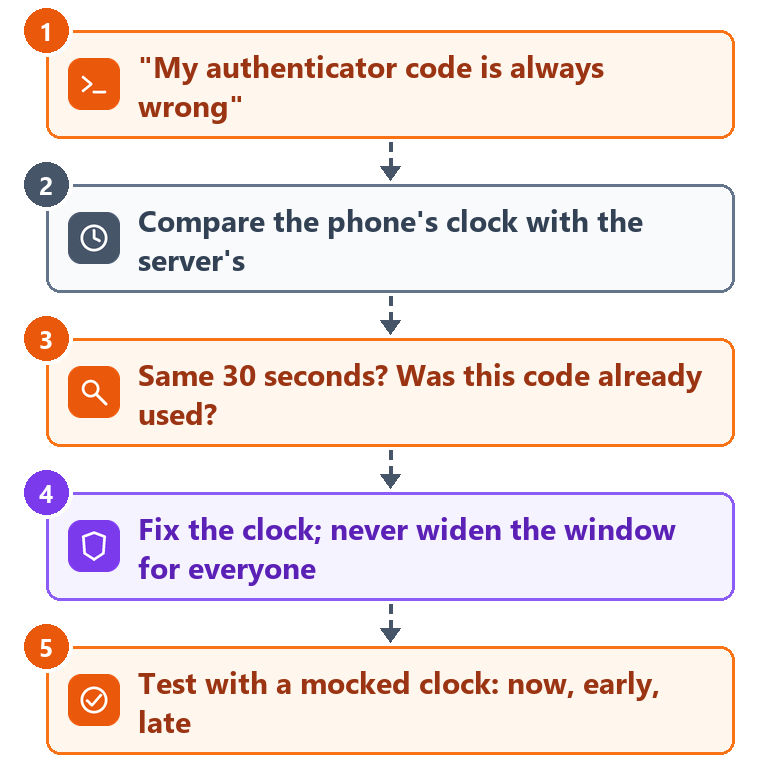 1
"My authenticator code is always
wrong"
2
Compare the phone's clock with the
server's
3
Same 30 seconds? Was this code already
used?
4
Fix the clock; never widen the window
for everyone
5
Test with a mocked clock: now, early,
late